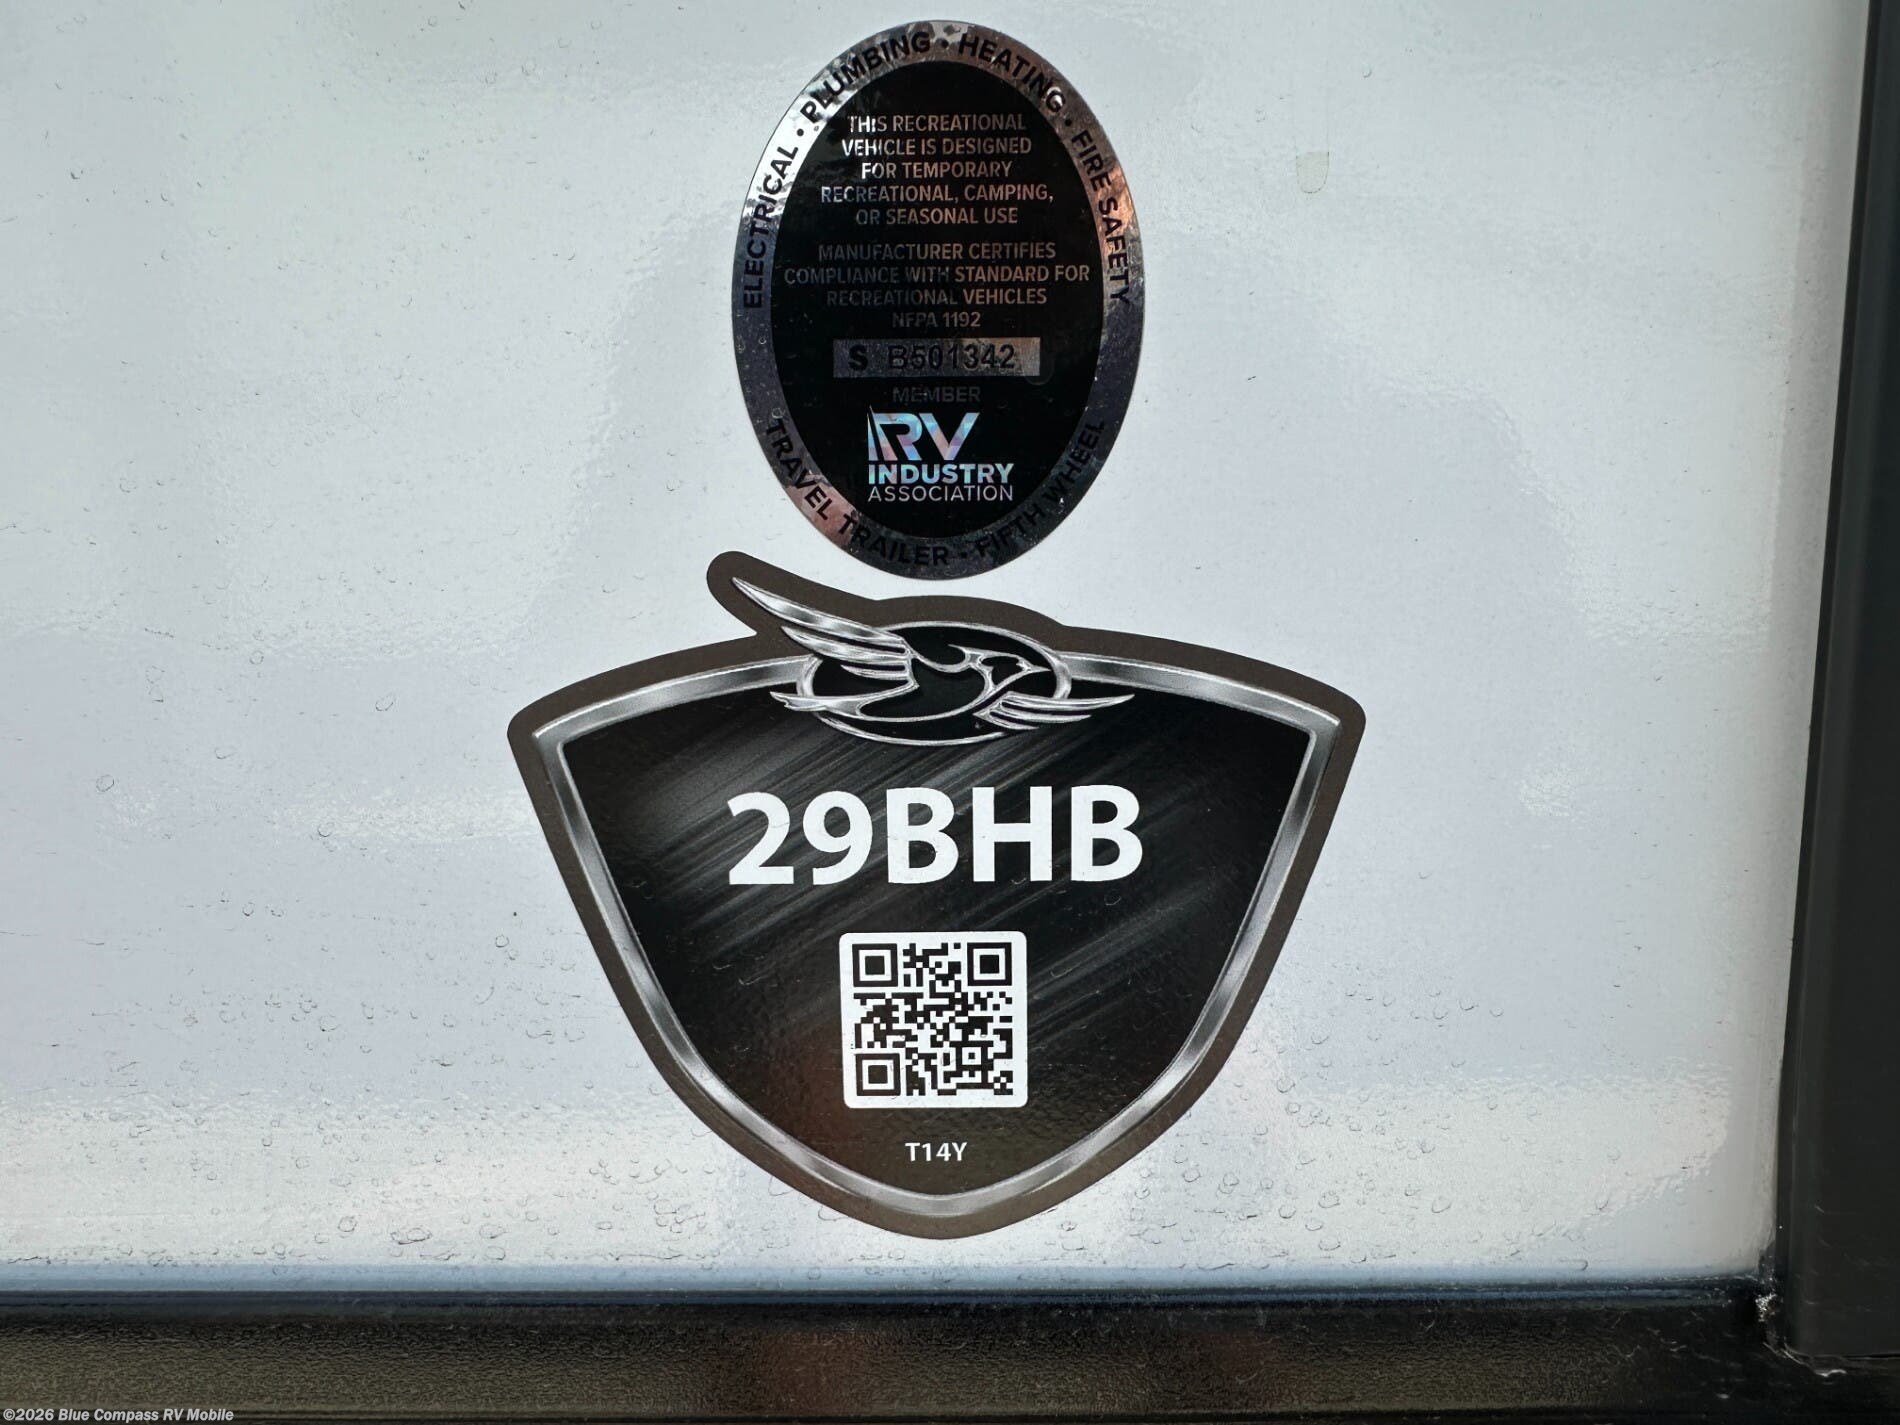 ELECTRICAL • PLUMBING • HEATING • FIRE SAFETY
THIS RECREATIONAL
VEHICLE IS DESIGNED
FOR TEMPORARY
RECREATIONAL, CAMPING,
OR SEASONAL USE
MANUFACTURER CERTIFIES
COMPLIANCE WITH STANDARD FOR
RECREATIONAL VEHICLES
NFPA 1192
S B501342
MEMBER
RV
INDUSTRY
ASSOCIATION
TRAVEL TRAILER • FIFTH WHEEL
29BHB
T14Y
©2026 Blue Compass RV Mobile